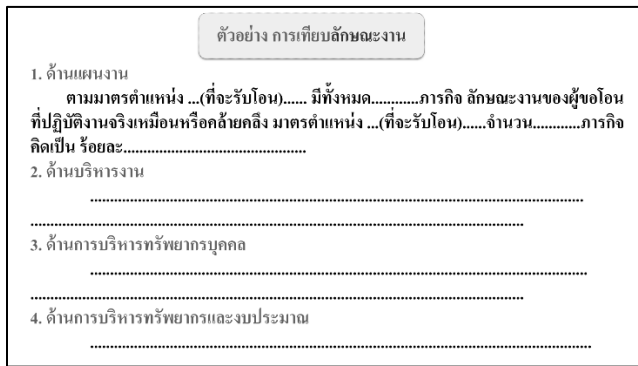 ตัวอย่าง การเทียบลักษณะงาน
1. ด้านแผนงาน
ตามมาตรตำแหน่ง ...(ที่จะรับโอน)...... มีทั้งหมด............ภารกิจ ลักษณะงานของผู้ขอโอน
ที่ปฏิบัติงานจริงเหมือนหรือคล้ายคลึง มาตรตำแหน่ง ...(ที่จะรับโอน)......จำนวน............ภารกิจ
คิดเป็น ร้อยละ..............................................
2. ด้านบริหารงาน
............................................................................................................................
............................................................................................................................
3. ด้านการบริหารทรัพยากรบุคคล
............................................................................................................................
............................................................................................................................
4. ด้านการบริหารทรัพยากรและงบประมาณ
............................................................................................................................